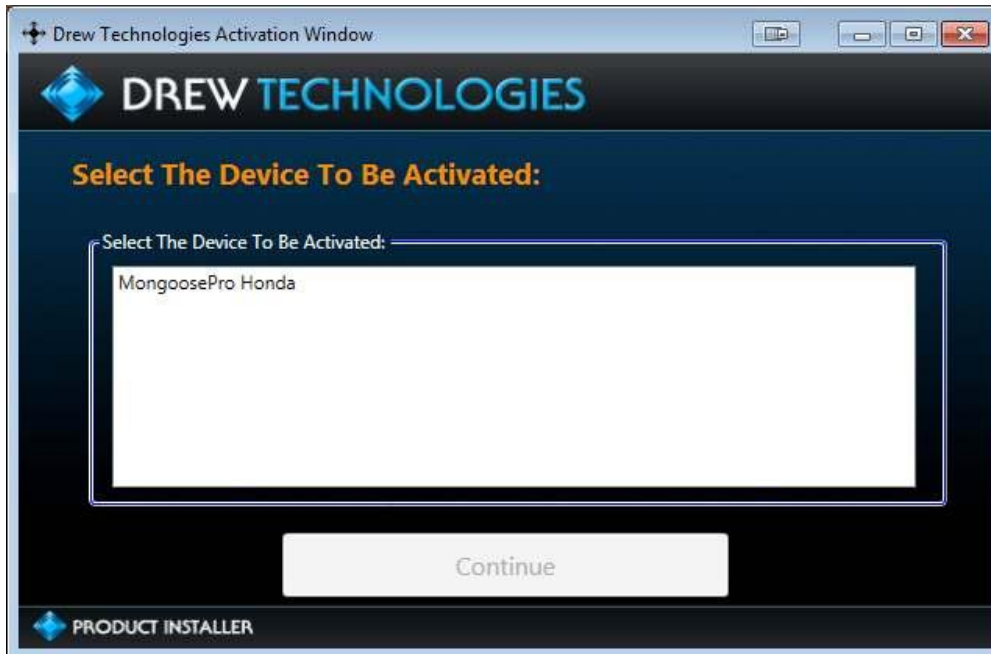 Drew Technologies Activation Window
DREW TECHNOLOGIES
Select The Device To Be Activated:
Select The Device To Be Activated:
MongoosePro Honda
Continue
PRODUCT INSTALLER